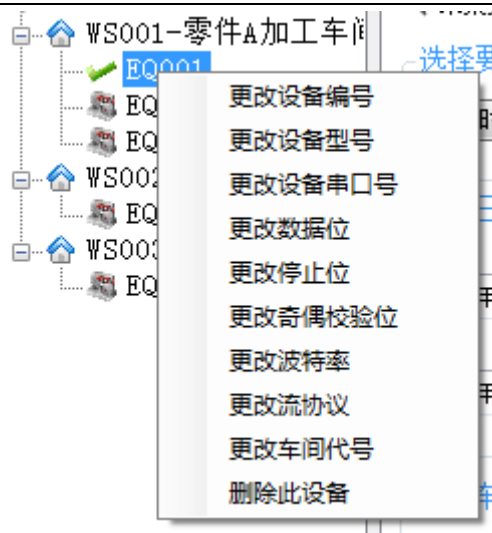 WS001-零件A加工车间
选择要
EQ001
更改设备编号
EQ
更改设备型号
EQ
更改设备串口号
WS002
更改数据位
EQ
更改停止位
WS003
更改奇偶校验位
EQ
更改波特率
更改流协议
更改车间代号
删除此设备